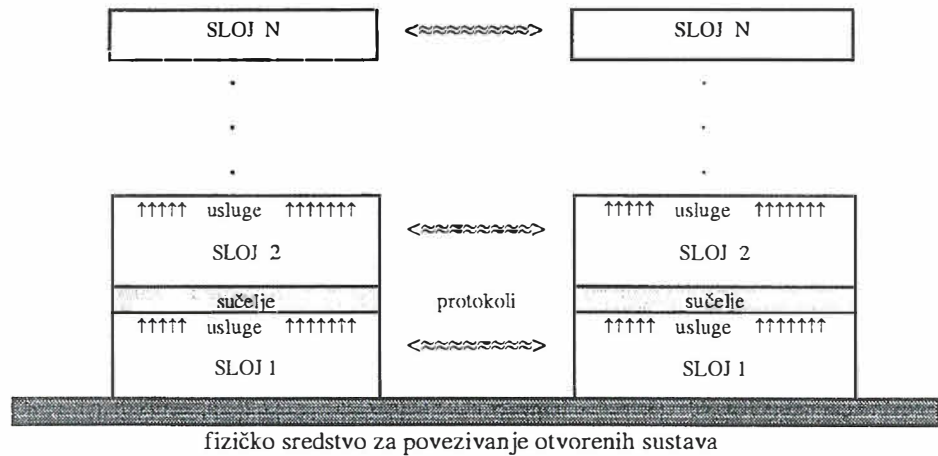 SLOJ N <≈≈≈≈≈≈≈> SLOJ N
↑↑↑↑↑ usluge ↑↑↑↑↑↑↑ ↑↑↑↑↑ usluge ↑↑↑↑↑↑↑
<≈≈≈≈≈≈≈>
SLOJ 2 SLOJ 2
sučelje protokoli sučelje
↑↑↑↑↑ usluge ↑↑↑↑↑↑↑ ↑↑↑↑↑ usluge ↑↑↑↑↑↑↑
<≈≈≈≈≈≈≈>
SLOJ 1 SLOJ 1
fizičko sredstvo za povezivanje otvorenih sustava